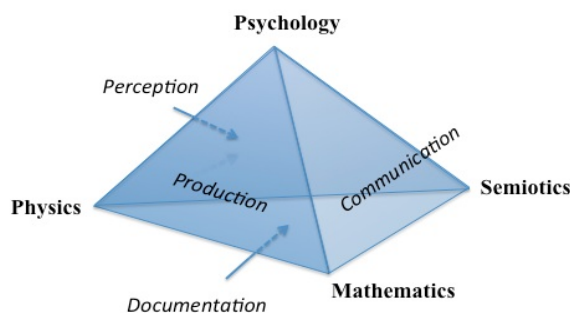 Psychology
Perception
Communication
Production
Semiotics
Physics
Mathematics
Documentation